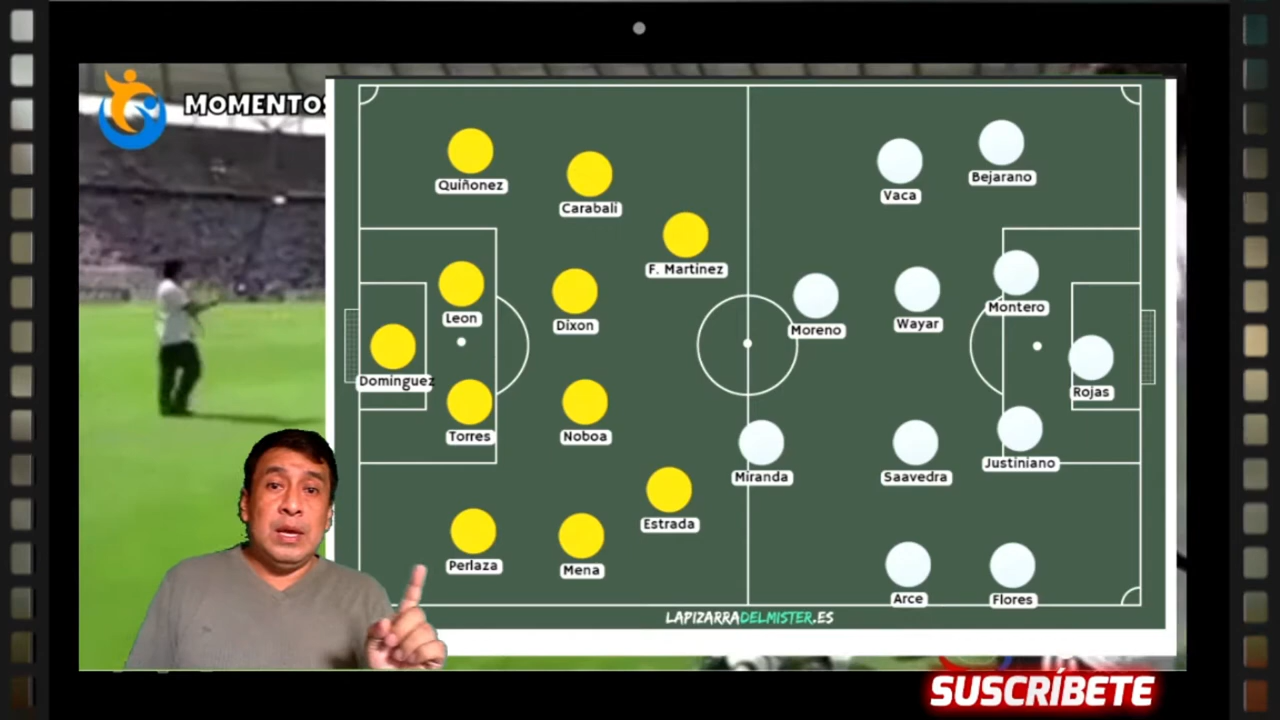 MOMENTOS
Quiñonez
Carabali
F. Martinez
Leon
Dixon
Dominguez
Torres
Noboa
Estrada
Perlaza
Mena
Vaca
Bejarano
Moreno
Wayar
Montero
Rojas
Miranda
Saavedra
Justiniano
Arce
Flores
LAPIZARRADELMISTER.ES
SUSCRÍBETE